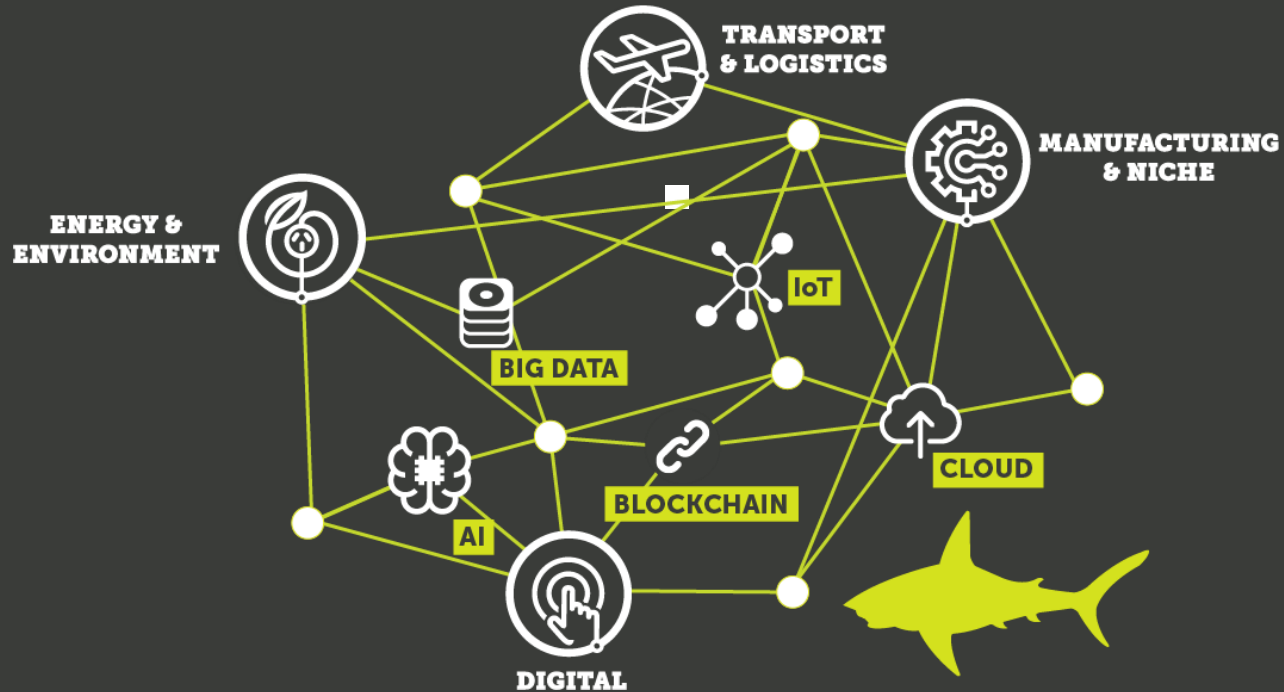 TRANSPORT
& LOGISTICS
MANUFACTURING
& NICHE
ENERGY &
ENVIRONMENT
IoT
BIG DATA
CLOUD
BLOCKCHAIN
AI
DIGITAL